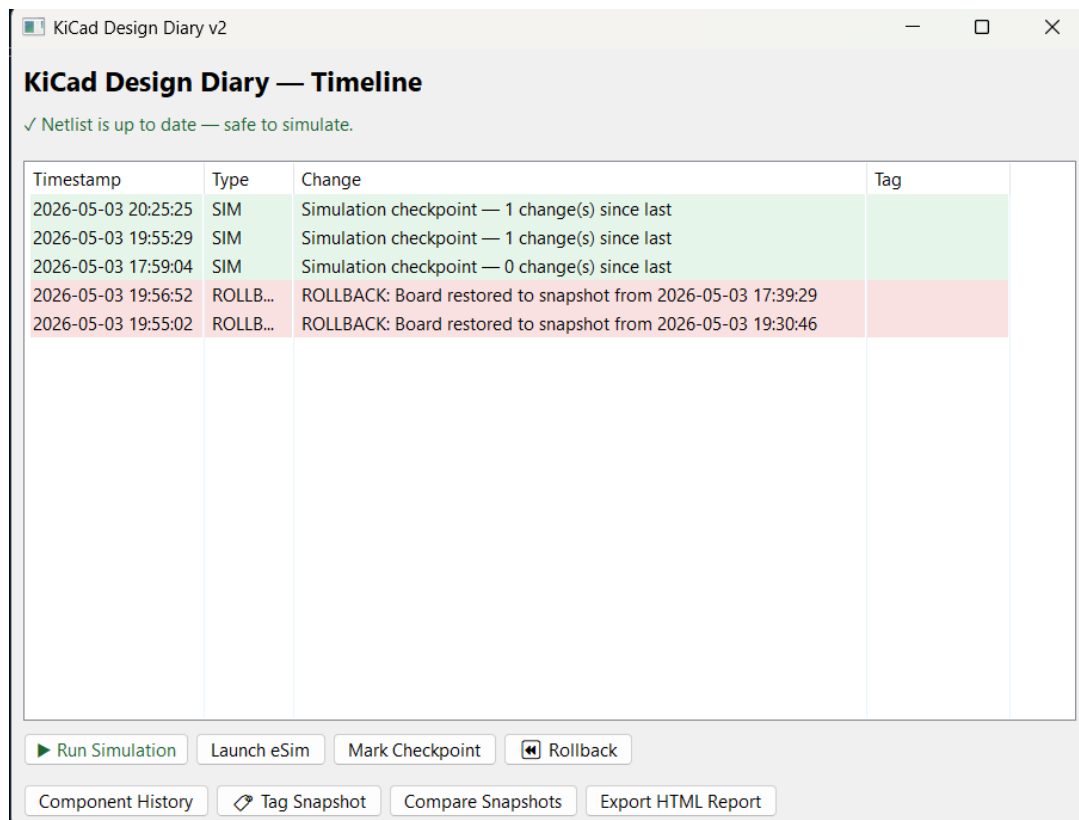 KiCad Design Diary v2
KiCad Design Diary — Timeline
✓ Netlist is up to date — safe to simulate.
Timestamp Type Change Tag
2026-05-03 20:25:25 SIM Simulation checkpoint — 1 change(s) since last
2026-05-03 19:55:29 SIM Simulation checkpoint — 1 change(s) since last
2026-05-03 17:59:04 SIM Simulation checkpoint — 0 change(s) since last
2026-05-03 19:56:52 ROLLB... ROLLBACK: Board restored to snapshot from 2026-05-03 17:39:29
2026-05-03 19:55:02 ROLLB... ROLLBACK: Board restored to snapshot from 2026-05-03 19:30:46
▶ Run Simulation Launch eSim Mark Checkpoint ⏪ Rollback
Component History 🏷 Tag Snapshot Compare Snapshots Export HTML Report